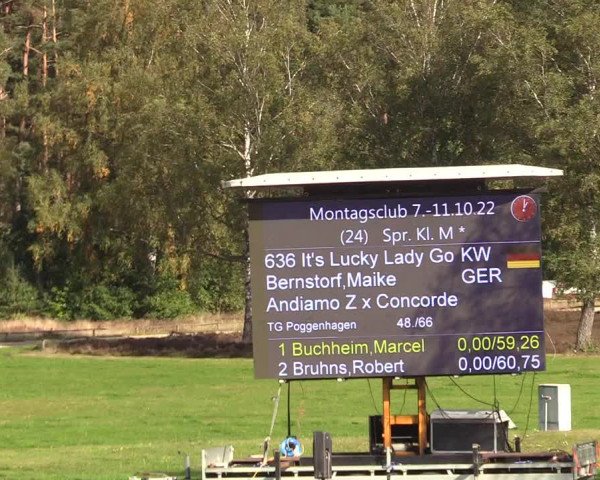 Montagsclub 7.-11.10.22
(24) Spr. Kl. M *
636 It's Lucky Lady Go KW
Bernstorf,Maike GER
Andiamo Z x Concorde
TG Poggenhagen 48./66
1 Buchheim,Marcel 0,00/59,26
2 Bruhns,Robert 0,00/60,75